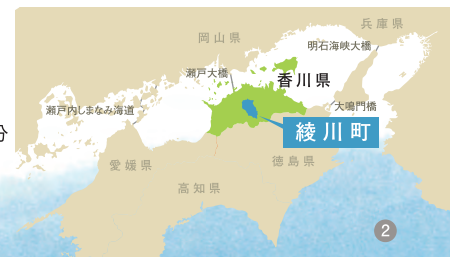 兵庫県
岡山県
明石海峡大橋
瀬戸大橋
香川県
瀬戸内しまなみ海道
大鳴門橋
分
綾川町
愛媛県
徳島県
高知県
2